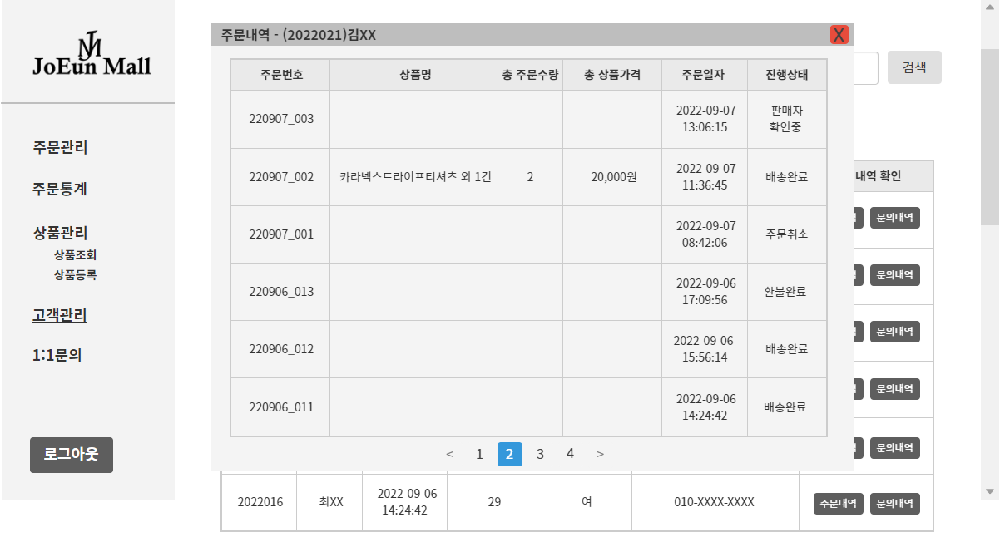 JM
JoEun Mall
주문관리
주문통계
상품관리
상품조회
상품등록
고객관리
1:1문의
로그아웃
검색
주문내역 - (2022021)김XX
X
주문번호 상품명 총 주문수량 총 상품가격 주문일자 진행상태
220907_003 2022-09-07 13:06:15 판매자 확인중
220907_002 카라넥스트라이프티셔츠 외 1건 2 20,000원 2022-09-07 11:36:45 배송완료
220907_001 2022-09-07 08:42:06 주문취소
220906_013 2022-09-06 17:09:56 환불완료
220906_012 2022-09-06 15:56:14 배송완료
220906_011 2022-09-06 14:24:42 배송완료
< 1 2 3 4 >
내역 확인
문의내역
문의내역
문의내역
문의내역
문의내역
2022016 최XX 2022-09-06 14:24:42 29 여 010-XXXX-XXXX 주문내역 문의내역